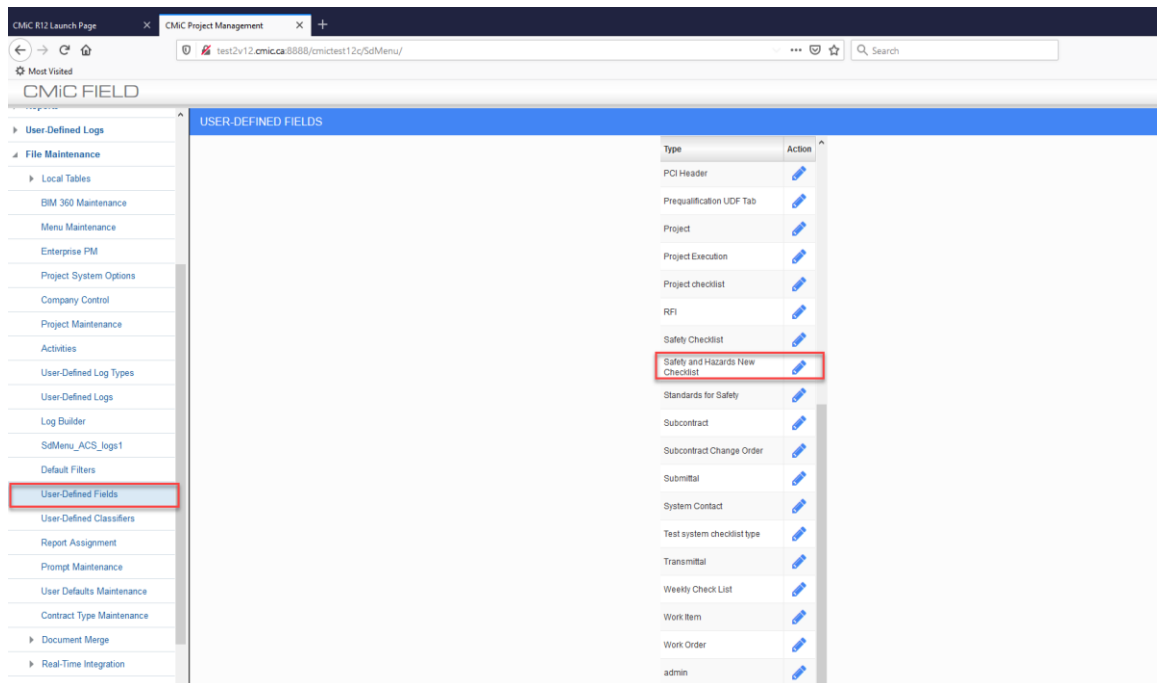 CMiC R12 Launch Page
CMiC Project Management
test2v12.cmic.ca:8888/cmictest12c/SdMenu/
Search
Most Visited
CMiC FIELD
Reports
User-Defined Logs
File Maintenance
Local Tables
BIM 360 Maintenance
Menu Maintenance
Enterprise PM
Project System Options
Company Control
Project Maintenance
Activities
User-Defined Log Types
User-Defined Logs
Log Builder
SdMenu_ACS_logs1
Default Filters
User-Defined Fields
User-Defined Classifiers
Report Assignment
Prompt Maintenance
User Defaults Maintenance
Contract Type Maintenance
Document Merge
Real-Time Integration
USER-DEFINED FIELDS
Type Action
PCI Header
Prequalification UDF Tab
Project
Project Execution
Project checklist
RFI
Safety Checklist
Safety and Hazards New
Checklist
Standards for Safety
Subcontract
Subcontract Change Order
Submittal
System Contact
Test system checklist type
Transmittal
Weekly Check List
Work Item
Work Order
admin